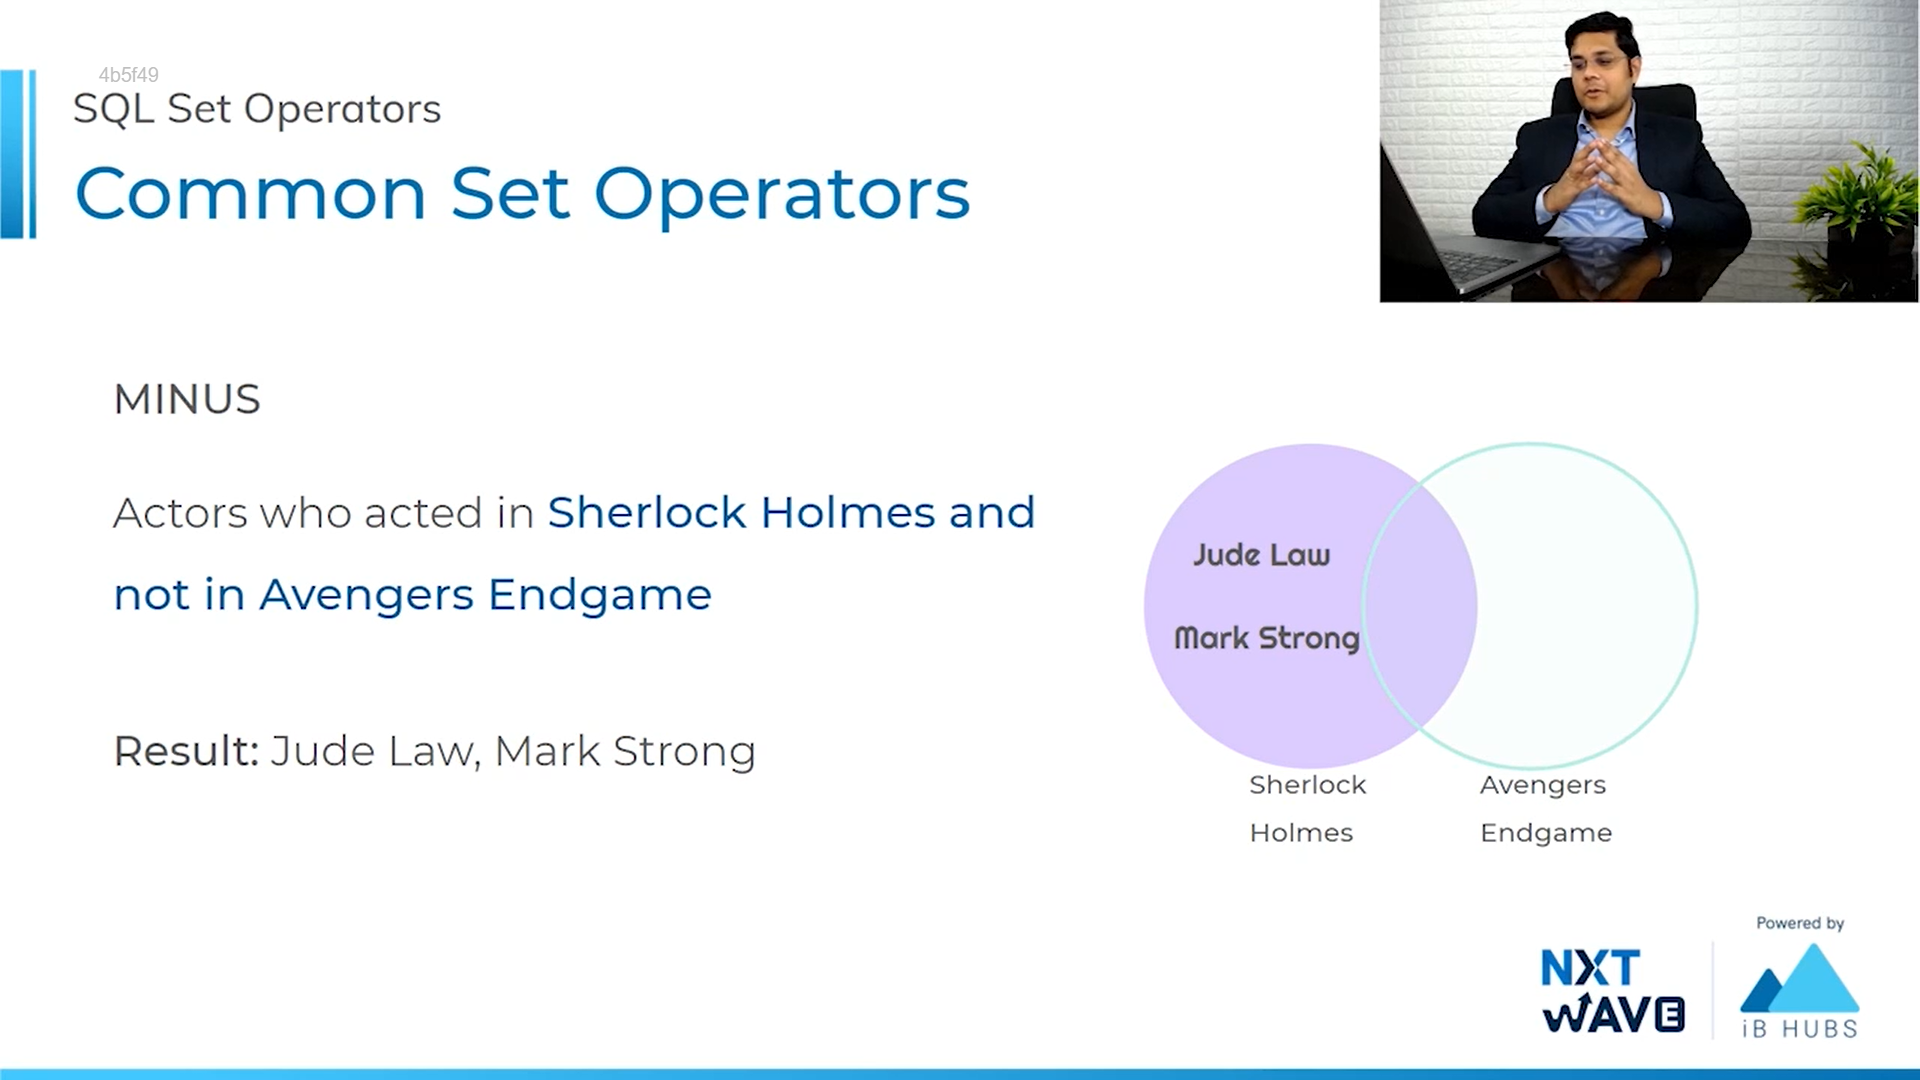 4b5f49
SQL Set Operators
Common Set Operators
MINUS
Actors who acted in Sherlock Holmes and
not in Avengers Endgame
Result: Jude Law, Mark Strong
Jude Law
Mark Strong
Sherlock
Holmes
Avengers
Endgame
NXT
WAVE
Powered by
iB HUBS